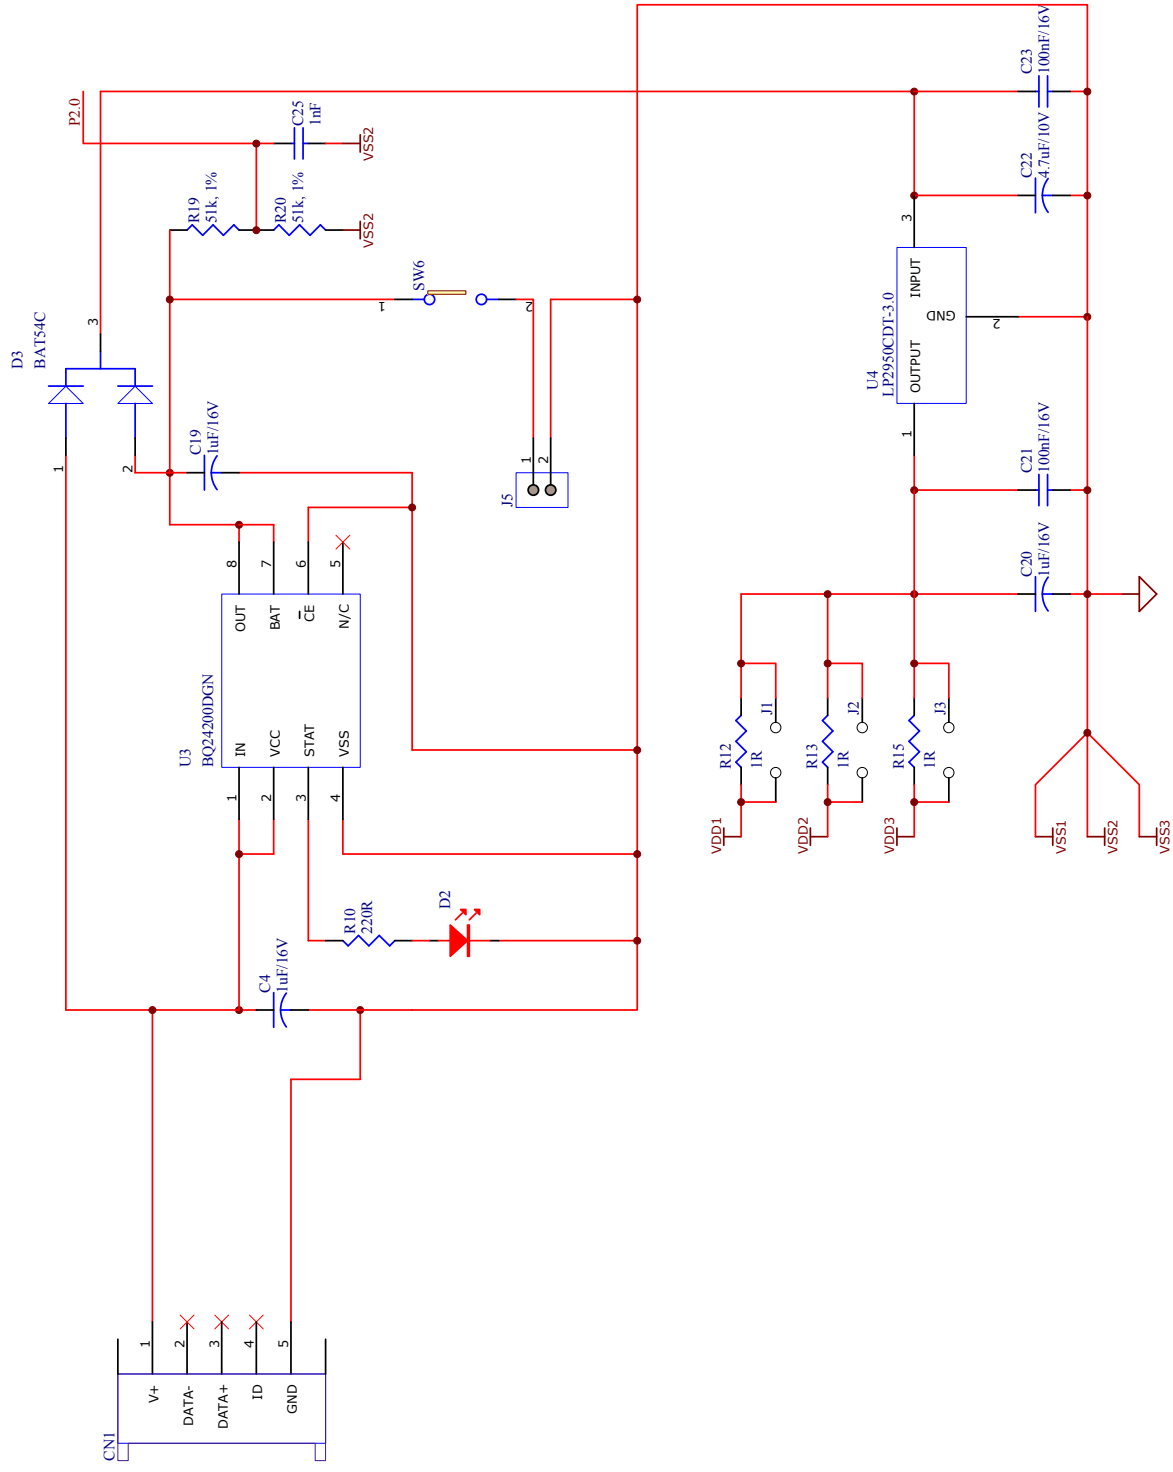 CN1
V+
DATA-
DATA+
ID
GND
1
2
3
4
5
C4
1uF/16V
R10
220R
D2
U3
BQ24200DGN
IN
VCC
STAT
VSS
1
2
3
4
OUT
BAT
CE
N/C
8
7
6
5
D3
BAT54C
1
2
3
C19
1uF/16V
J5
1
2
SW6
1
2
R19
51k, 1%
R20
51k, 1%
C25
1nF
VSS2
VSS2
P2.0
VDD1
VDD2
VDD3
R12
1R
J1
R13
1R
J2
R15
1R
J3
VSS1
VSS2
VSS3
C20
1uF/16V
C21
100nF/16V
U4
LP2950CDT-3.0
OUTPUT
INPUT
GND
1
2
3
C22
4.7uF/10V
C23
100nF/16V